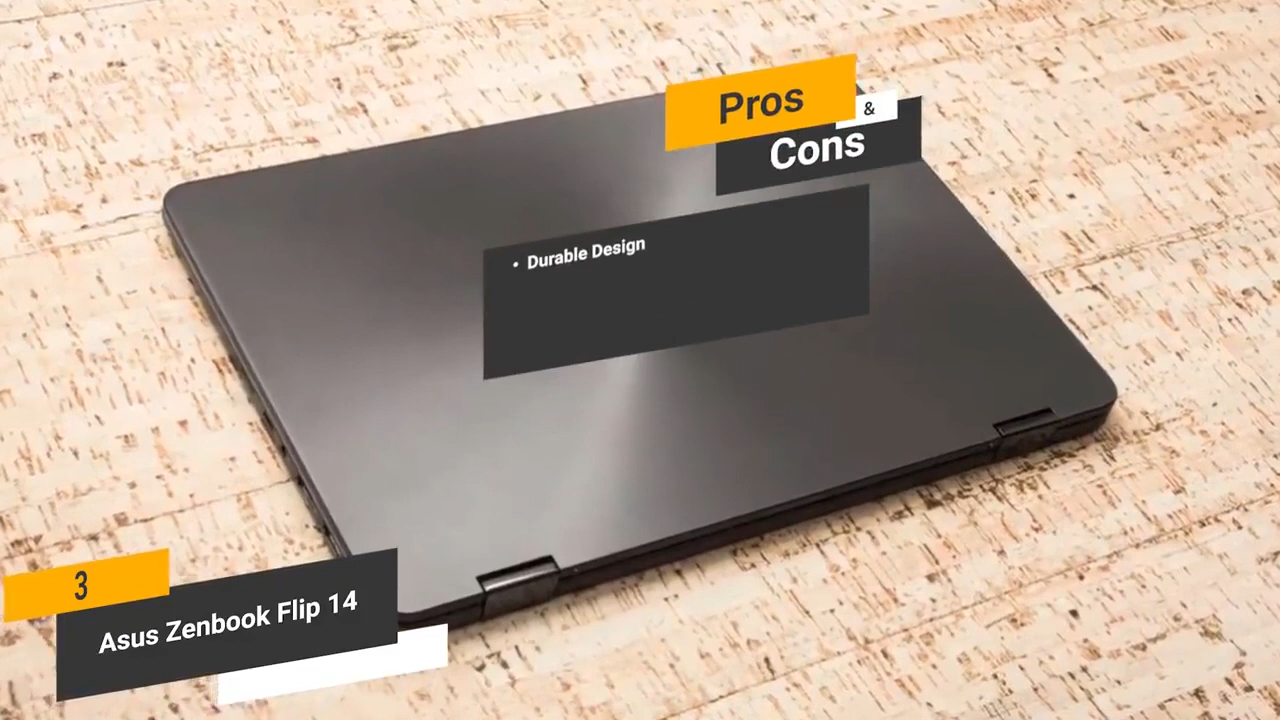 Pros
&
Cons
• Durable Design
3
Asus Zenbook Flip 14